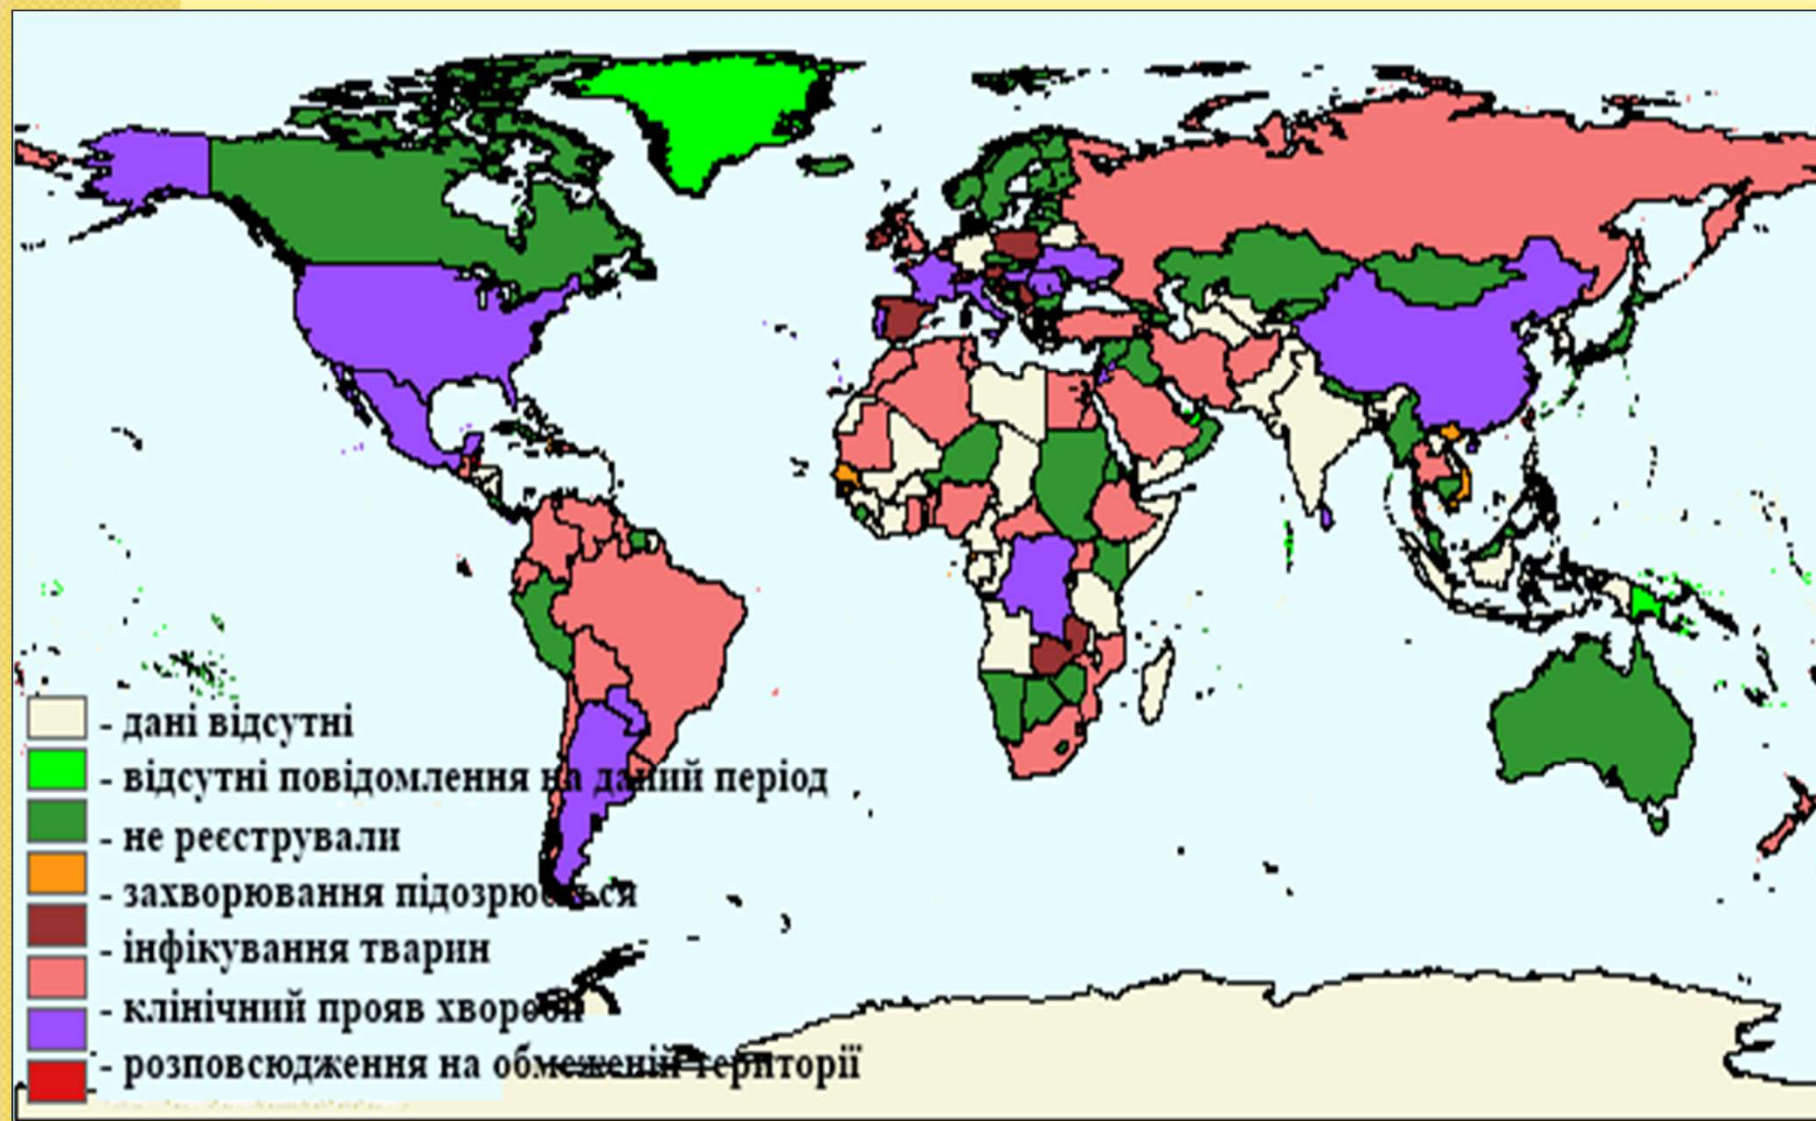 - дані відсутні
- відсутні повідомлення на даний період
- не реєстрували
- захворювання підозрюється
- інфікування тварин
- клінічний прояв хвороби
- розповсюдження на обмеженій території